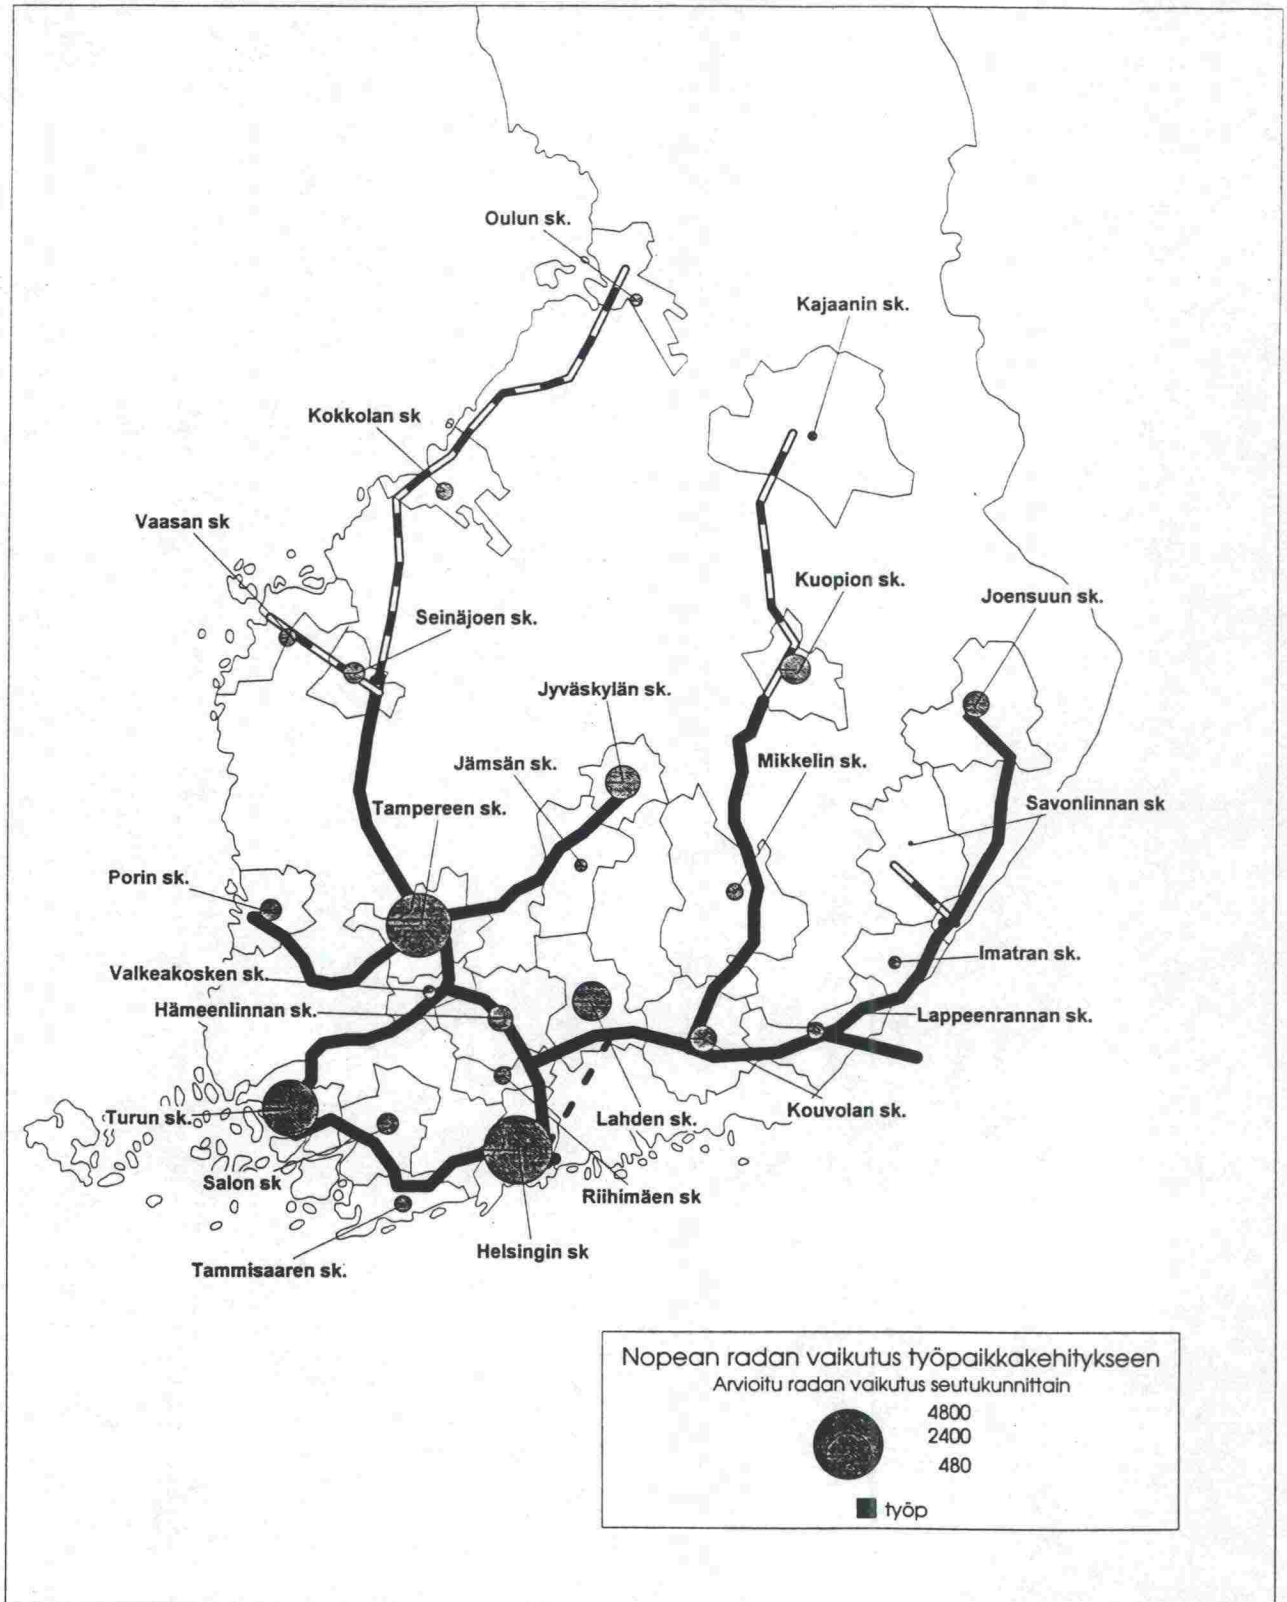 Oulun sk.
Kajaanin sk.
Kokkolan sk
Vaasan sk
Kuopion sk.
Joensuun sk.
Seinäjoen sk.
Jyväskylän sk.
Jämsän sk.
Mikkelin sk.
Tampereen sk.
Savonlinnan sk
Porin sk.
Valkeakosken sk.
Imatran sk.
Hämeenlinnan sk.
Lappeenrannan sk.
Turun sk.
Lahden sk.
Kouvolan sk.
Salon sk
Riihimäen sk
Helsingin sk
Tammisaaren sk.
Nopean radan vaikutus työpaikkakehitykseen
Arvioitu radan vaikutus seutukunnittain
4800
2400
480
työp